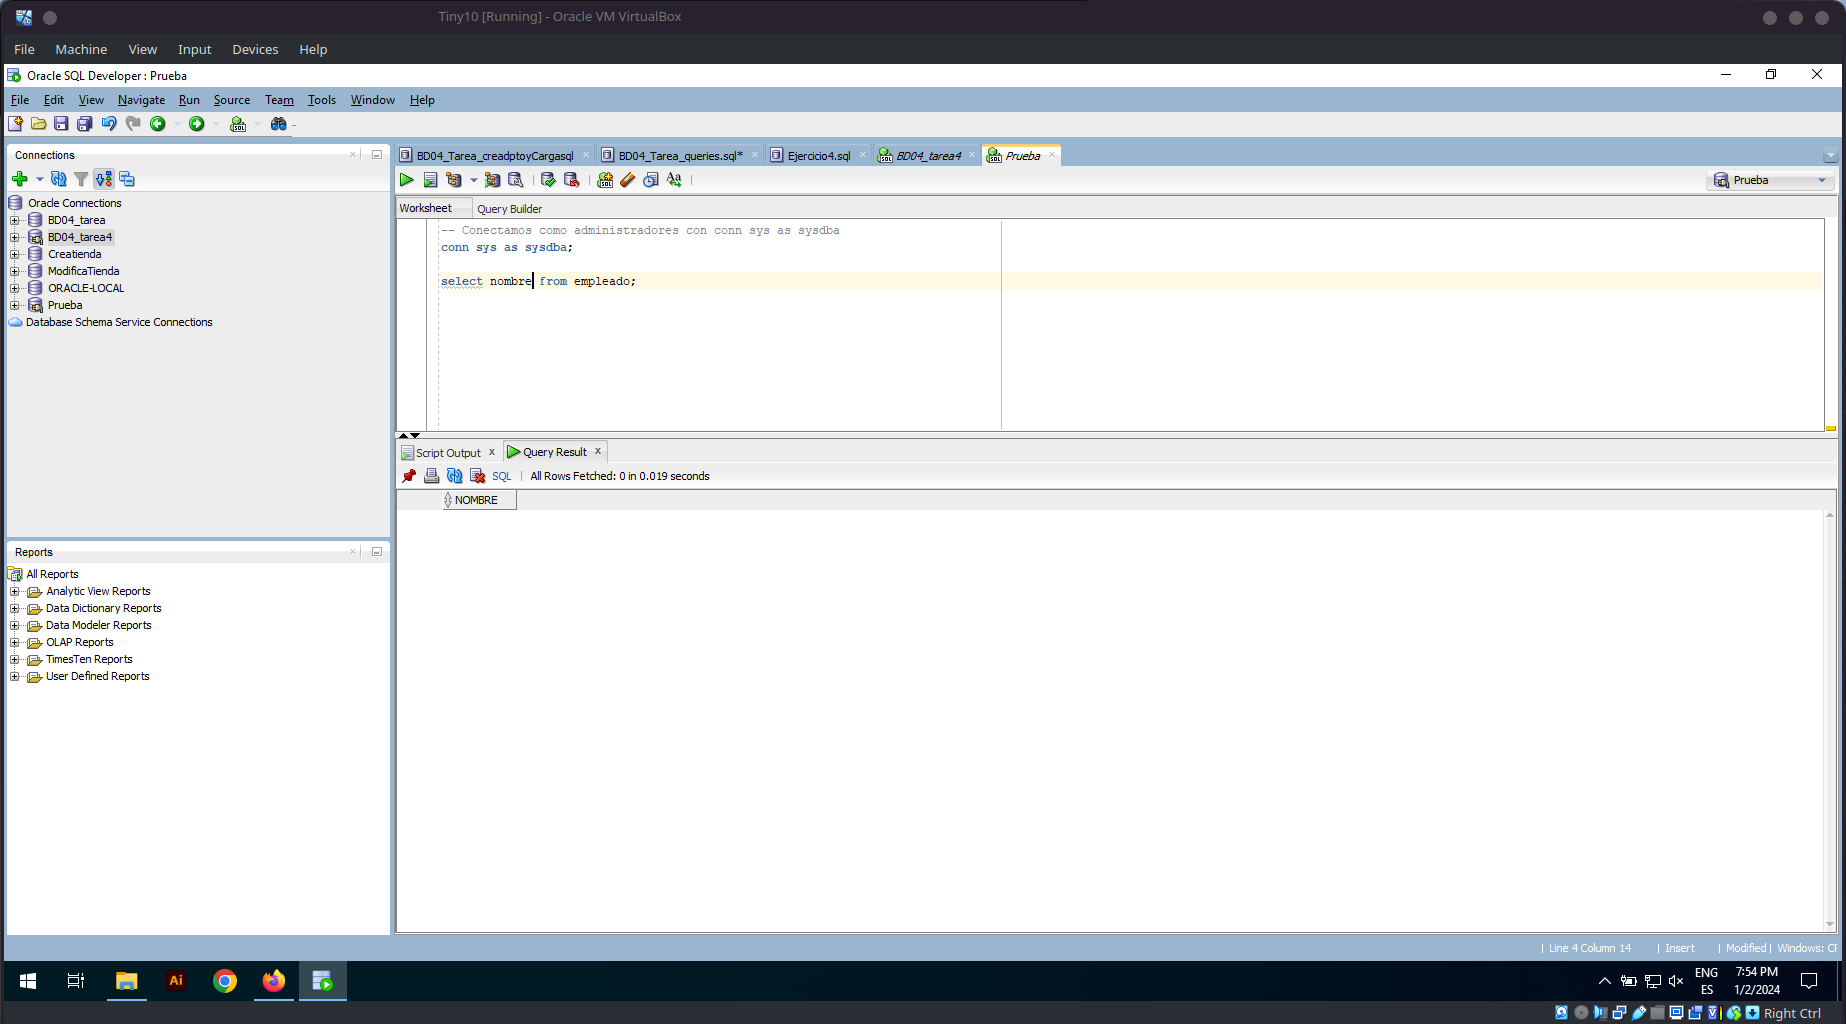 Tiny10 [Running] - Oracle VM VirtualBox
File Machine View Input Devices Help
Oracle SQL Developer : Prueba
File Edit View Navigate Run Source Team Tools Window Help
Connections
Oracle Connections
BD04_tarea
BD04_tarea4
Creatienda
ModificaTienda
ORACLE-LOCAL
Prueba
Database Schema Service Connections
Reports
All Reports
Analytic View Reports
Data Dictionary Reports
Data Modeler Reports
OLAP Reports
TimesTen Reports
User Defined Reports
BD04_Tarea_creadptoyCargasql BD04_Tarea_queries.sql* Ejercicio4.sql BD04_tarea4 Prueba
Aa
Prueba
Worksheet Query Builder
-- Conectamos como administradores con conn sys as sysdba
conn sys as sysdba;
select nombre from empleado;
Script Output x Query Result x
SQL | All Rows Fetched: 0 in 0.019 seconds
NOMBRE
| Line 4 Column 14 | Insert | Modified | Windows: CF
Ai
ENG
ES
7:54 PM
1/2/2024
Right Ctrl